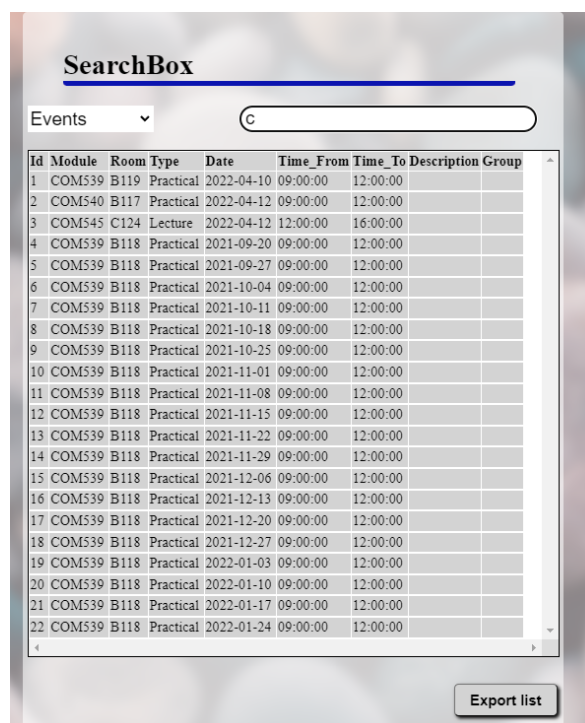 SearchBox
Events c
Id Module Room Type Date Time_From Time_To Description Group
1 COM539 B119 Practical 2022-04-10 09:00:00 12:00:00
2 COM540 B117 Practical 2022-04-12 09:00:00 12:00:00
3 COM545 C124 Lecture 2022-04-12 12:00:00 16:00:00
4 COM539 B118 Practical 2021-09-20 09:00:00 12:00:00
5 COM539 B118 Practical 2021-09-27 09:00:00 12:00:00
6 COM539 B118 Practical 2021-10-04 09:00:00 12:00:00
7 COM539 B118 Practical 2021-10-11 09:00:00 12:00:00
8 COM539 B118 Practical 2021-10-18 09:00:00 12:00:00
9 COM539 B118 Practical 2021-10-25 09:00:00 12:00:00
10 COM539 B118 Practical 2021-11-01 09:00:00 12:00:00
11 COM539 B118 Practical 2021-11-08 09:00:00 12:00:00
12 COM539 B118 Practical 2021-11-15 09:00:00 12:00:00
13 COM539 B118 Practical 2021-11-22 09:00:00 12:00:00
14 COM539 B118 Practical 2021-11-29 09:00:00 12:00:00
15 COM539 B118 Practical 2021-12-06 09:00:00 12:00:00
16 COM539 B118 Practical 2021-12-13 09:00:00 12:00:00
17 COM539 B118 Practical 2021-12-20 09:00:00 12:00:00
18 COM539 B118 Practical 2021-12-27 09:00:00 12:00:00
19 COM539 B118 Practical 2022-01-03 09:00:00 12:00:00
20 COM539 B118 Practical 2022-01-10 09:00:00 12:00:00
21 COM539 B118 Practical 2022-01-17 09:00:00 12:00:00
22 COM539 B118 Practical 2022-01-24 09:00:00 12:00:00
Export list